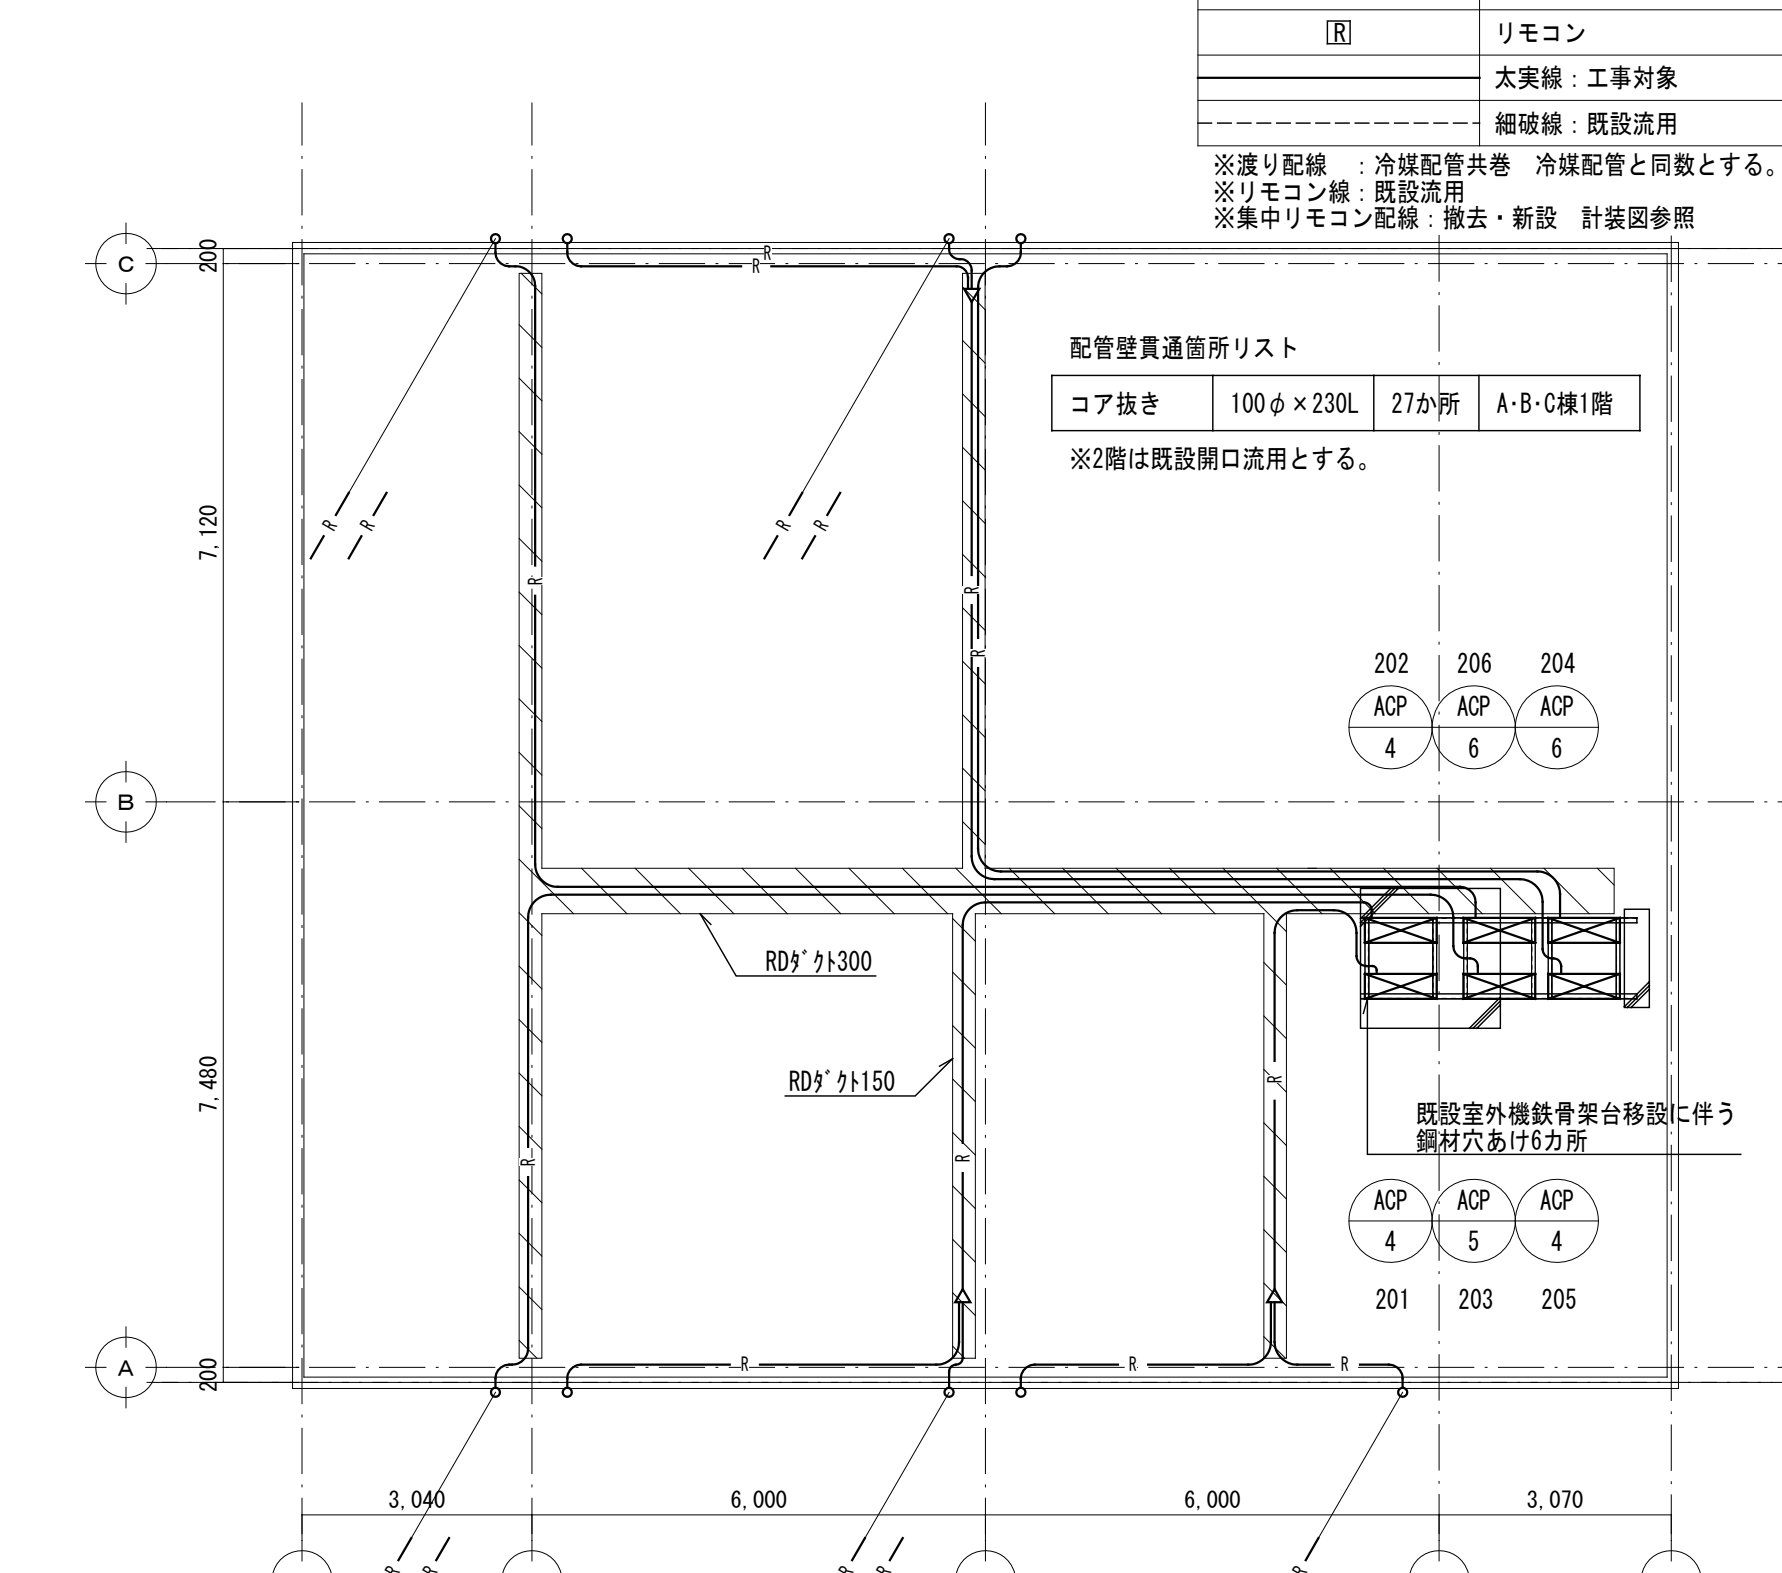 R リモコン
太実線：工事対象
細破線：既設流用
※渡り配線　：冷媒配管共巻　冷媒配管と同数とする。
※リモコン線：既設流用
※集中リモコン配線：撤去・新設　計装図参照
C
200
R
R
配管壁貫通箇所リスト
コア抜き 100φ×230L 27か所 A･B･C棟1階
※2階は既設開口流用とする。
7,120
R R R R
R R
R
202 206 204
ACP ACP ACP
4 6 6
B
RDﾀﾞｸﾄ300
RDﾀﾞｸﾄ150
7,480
R
R R
既設室外機鉄骨架台移設に伴う
鋼材穴あけ6カ所
ACP ACP ACP
4 5 4
201 203 205
A
200
R R R
3,040 6,000 6,000 3,070
R R R R R